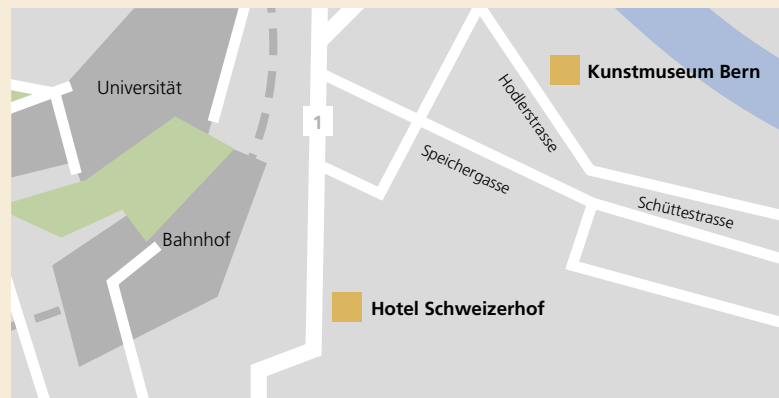 Kunstmuseum Bern
Universität
Hodlerstrasse
1
Speichergasse
Schüttestrasse
Bahnhof
Hotel Schweizerhof